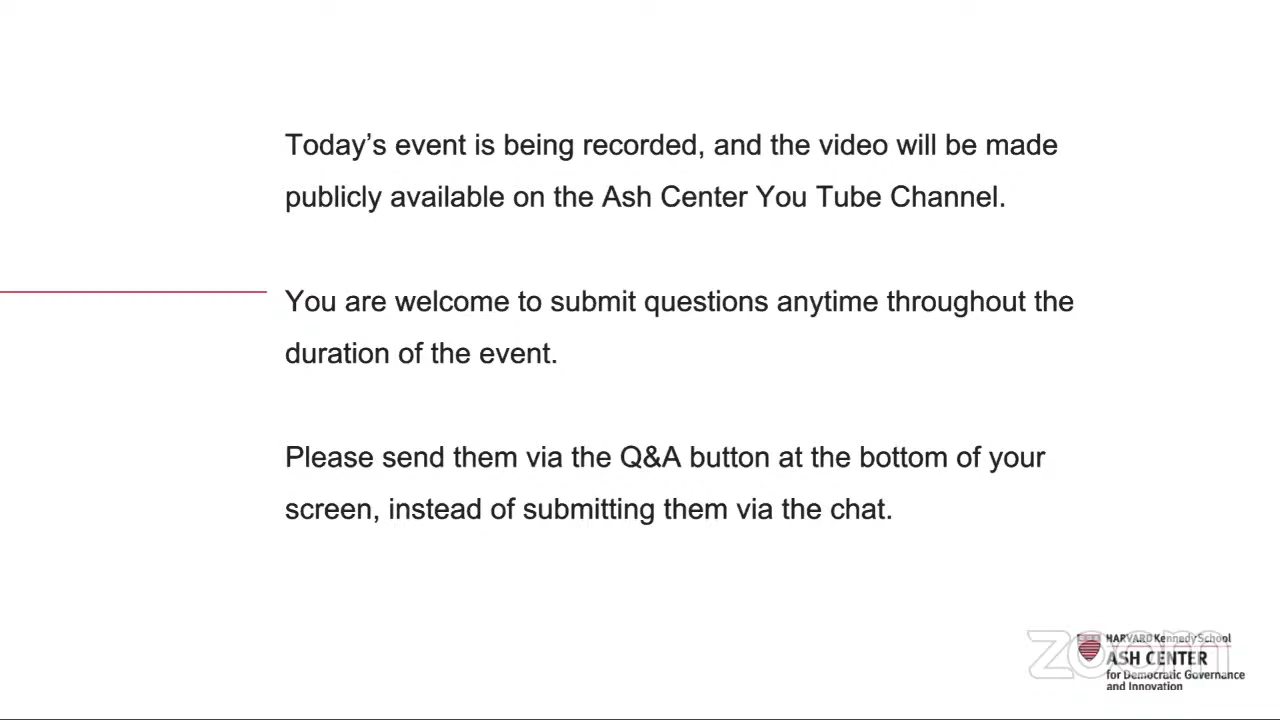 Today’s event is being recorded, and the video will be made
publicly available on the Ash Center You Tube Channel.
You are welcome to submit questions anytime throughout the
duration of the event.
Please send them via the Q&A button at the bottom of your
screen, instead of submitting them via the chat.
zoom
HARVARD Kennedy School
ASH CENTER
for Democratic Governance
and Innovation